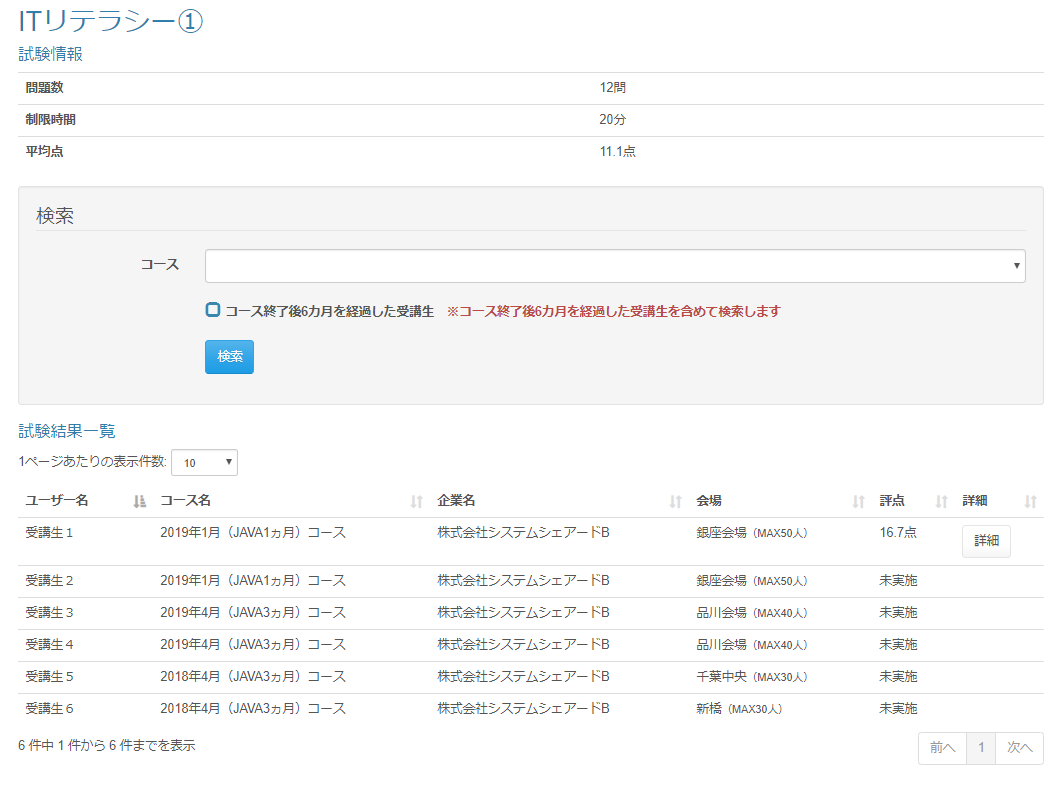 ITリテラシー①
試験情報
問題数 12問
制限時間 20分
平均点 11.1点
検索
コース
コース終了後6カ月を経過した受講生 ※コース終了後6カ月を経過した受講生を含めて検索します
検索
試験結果一覧
1ページあたりの表示件数: 10
ユーザー名 コース名 企業名 会場 評点 詳細
受講生１ 2019年1月（JAVA1ヵ月）コース 株式会社システムシェアードB 銀座会場（MAX50人） 16.7点 詳細
受講生２ 2019年1月（JAVA1ヵ月）コース 株式会社システムシェアードB 銀座会場（MAX50人） 未実施
受講生３ 2019年4月（JAVA3ヵ月）コース 株式会社システムシェアードB 品川会場（MAX40人） 未実施
受講生４ 2019年4月（JAVA3ヵ月）コース 株式会社システムシェアードB 品川会場（MAX40人） 未実施
受講生５ 2018年4月（JAVA3ヵ月）コース 株式会社システムシェアードB 千葉中央（MAX30人） 未実施
受講生６ 2018年4月（JAVA3ヵ月）コース 株式会社システムシェアードB 新橋（MAX30人） 未実施
6 件中 1 件から 6 件までを表示 前へ 1 次へ